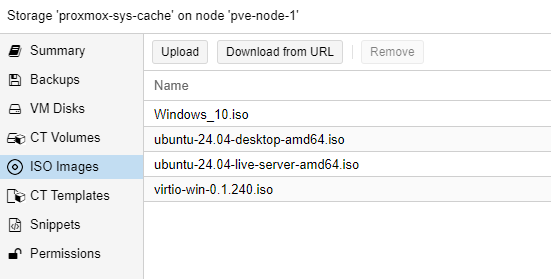 Storage 'proxmox-sys-cache' on node 'pve-node-1'
Summary
Backups
VM Disks
CT Volumes
ISO Images
CT Templates
Snippets
Permissions
Upload
Download from URL
Remove
Name
Windows_10.iso
ubuntu-24.04-desktop-amd64.iso
ubuntu-24.04-live-server-amd64.iso
virtio-win-0.1.240.iso